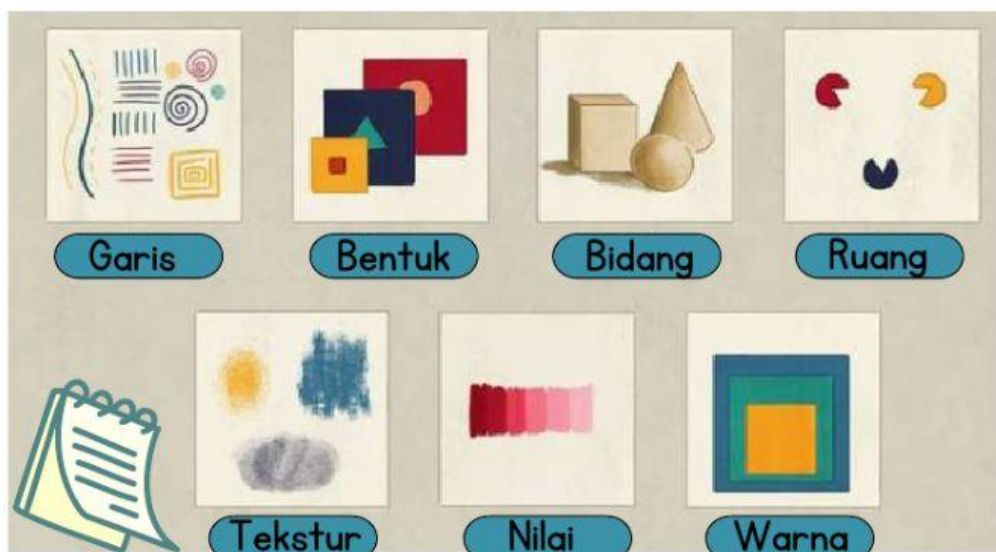 Garis
Bentuk
Bidang
Ruang
Tekstur
Nilai
Warna